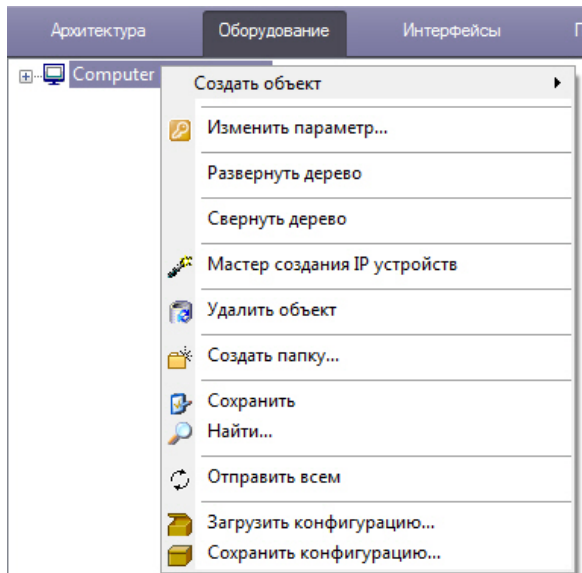 Архитектура Оборудование Интерфейсы
Computer
Создать объект
Изменить параметр...
Развернуть дерево
Свернуть дерево
Мастер создания IP устройств
Удалить объект
Создать папку...
Сохранить
Найти...
Отправить всем
Загрузить конфигурацию...
Сохранить конфигурацию...